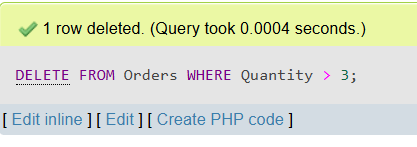 1 row deleted. (Query took 0.0004 seconds.)
DELETE FROM Orders WHERE Quantity > 3;
[ Edit inline ] [ Edit ] [ Create PHP code ]